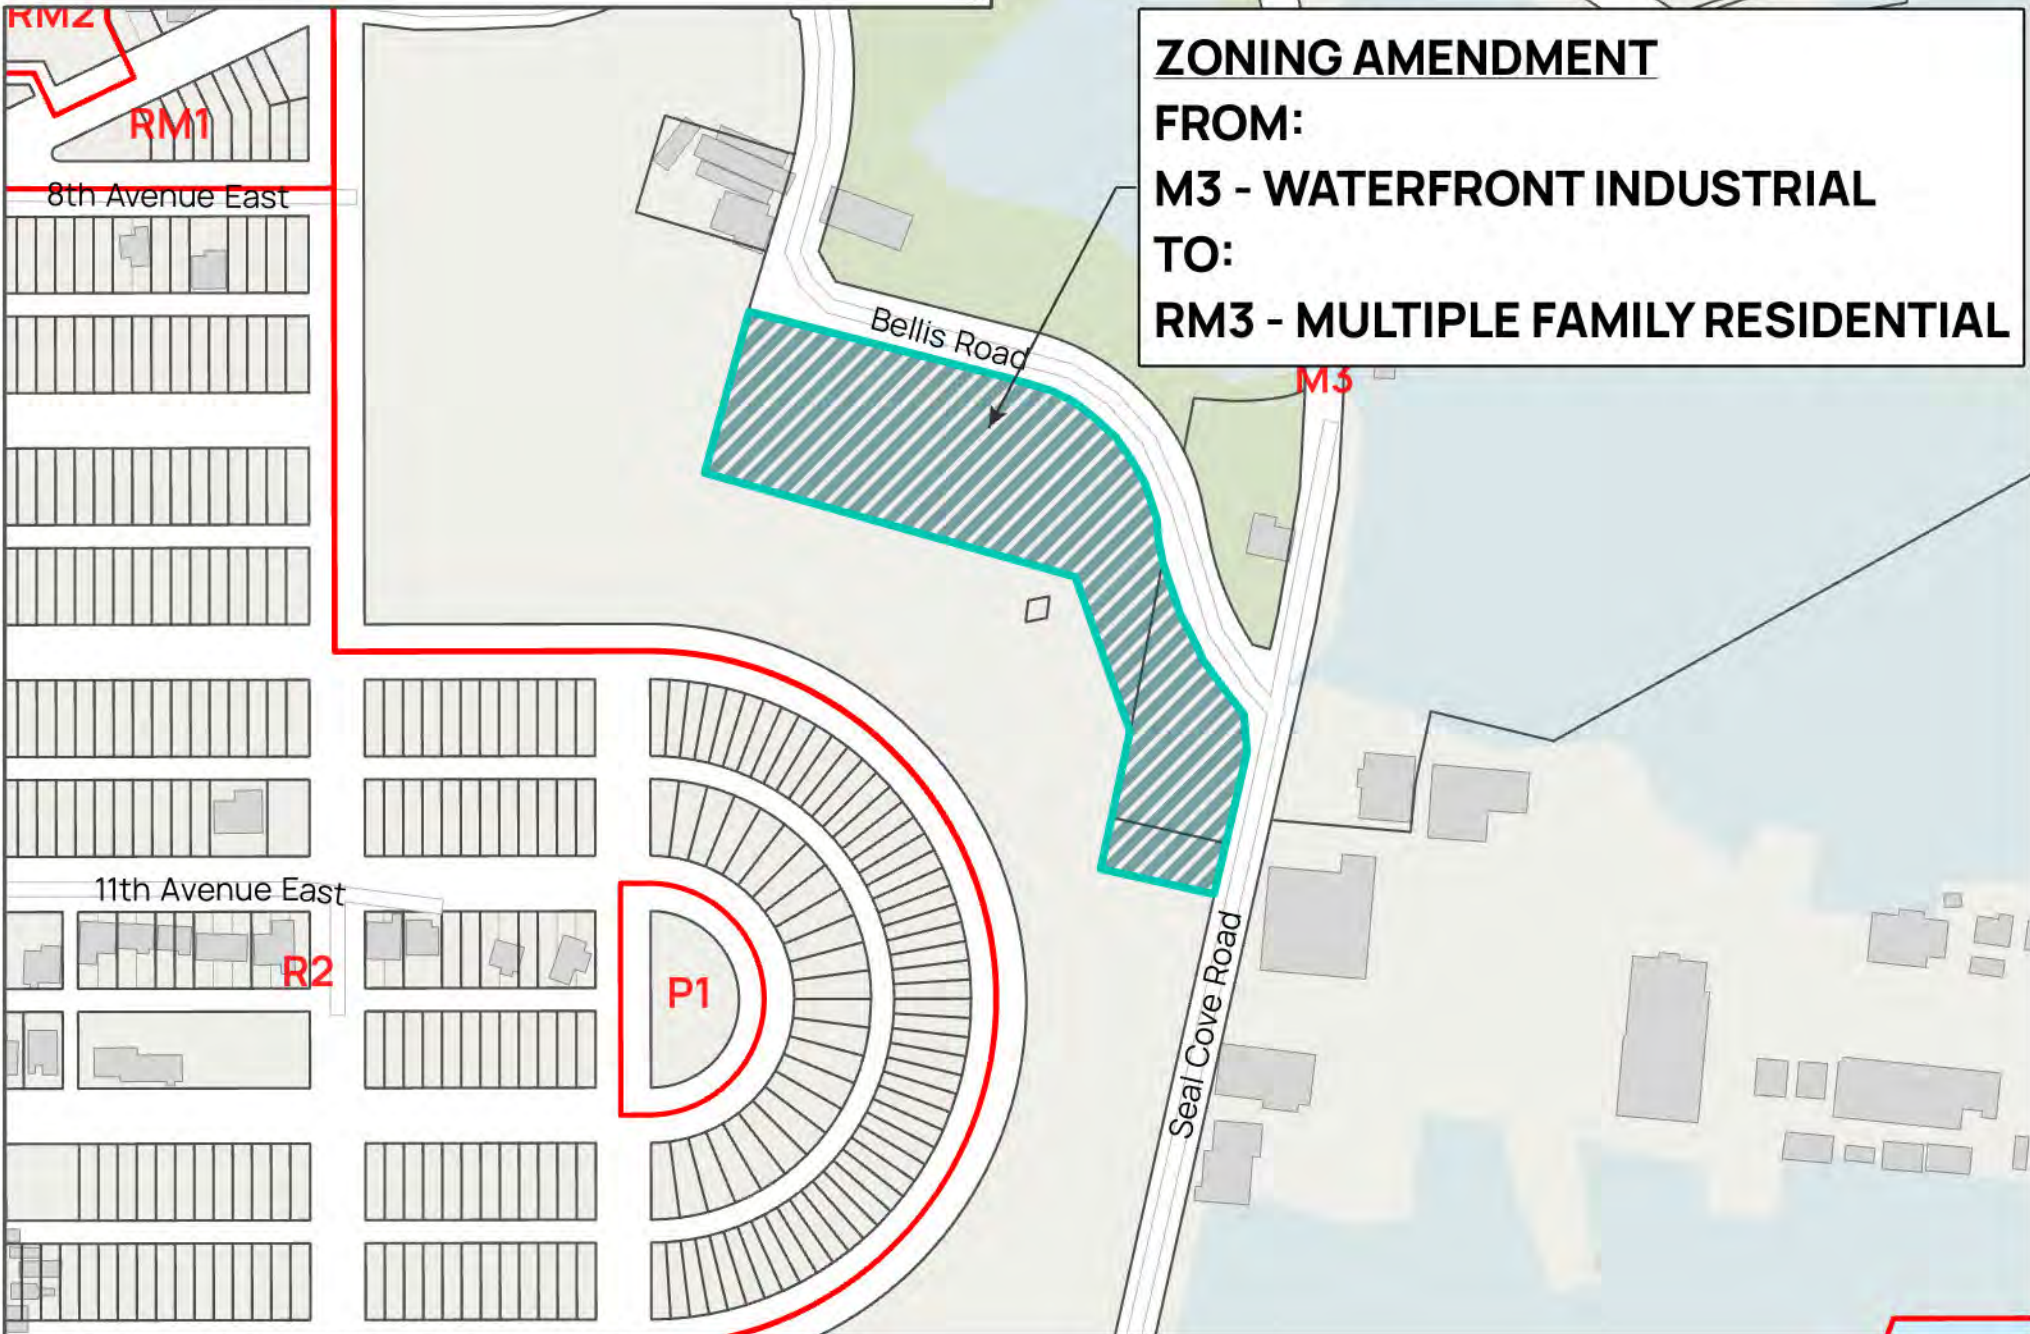 RM2
ZONING AMENDMENT
FROM:
M3 - WATERFRONT INDUSTRIAL
TO:
RM3 - MULTIPLE FAMILY RESIDENTIAL
RM1
8th Avenue East
Bellis Road
M3
11th Avenue East
R2
P1
Seal Cove Road